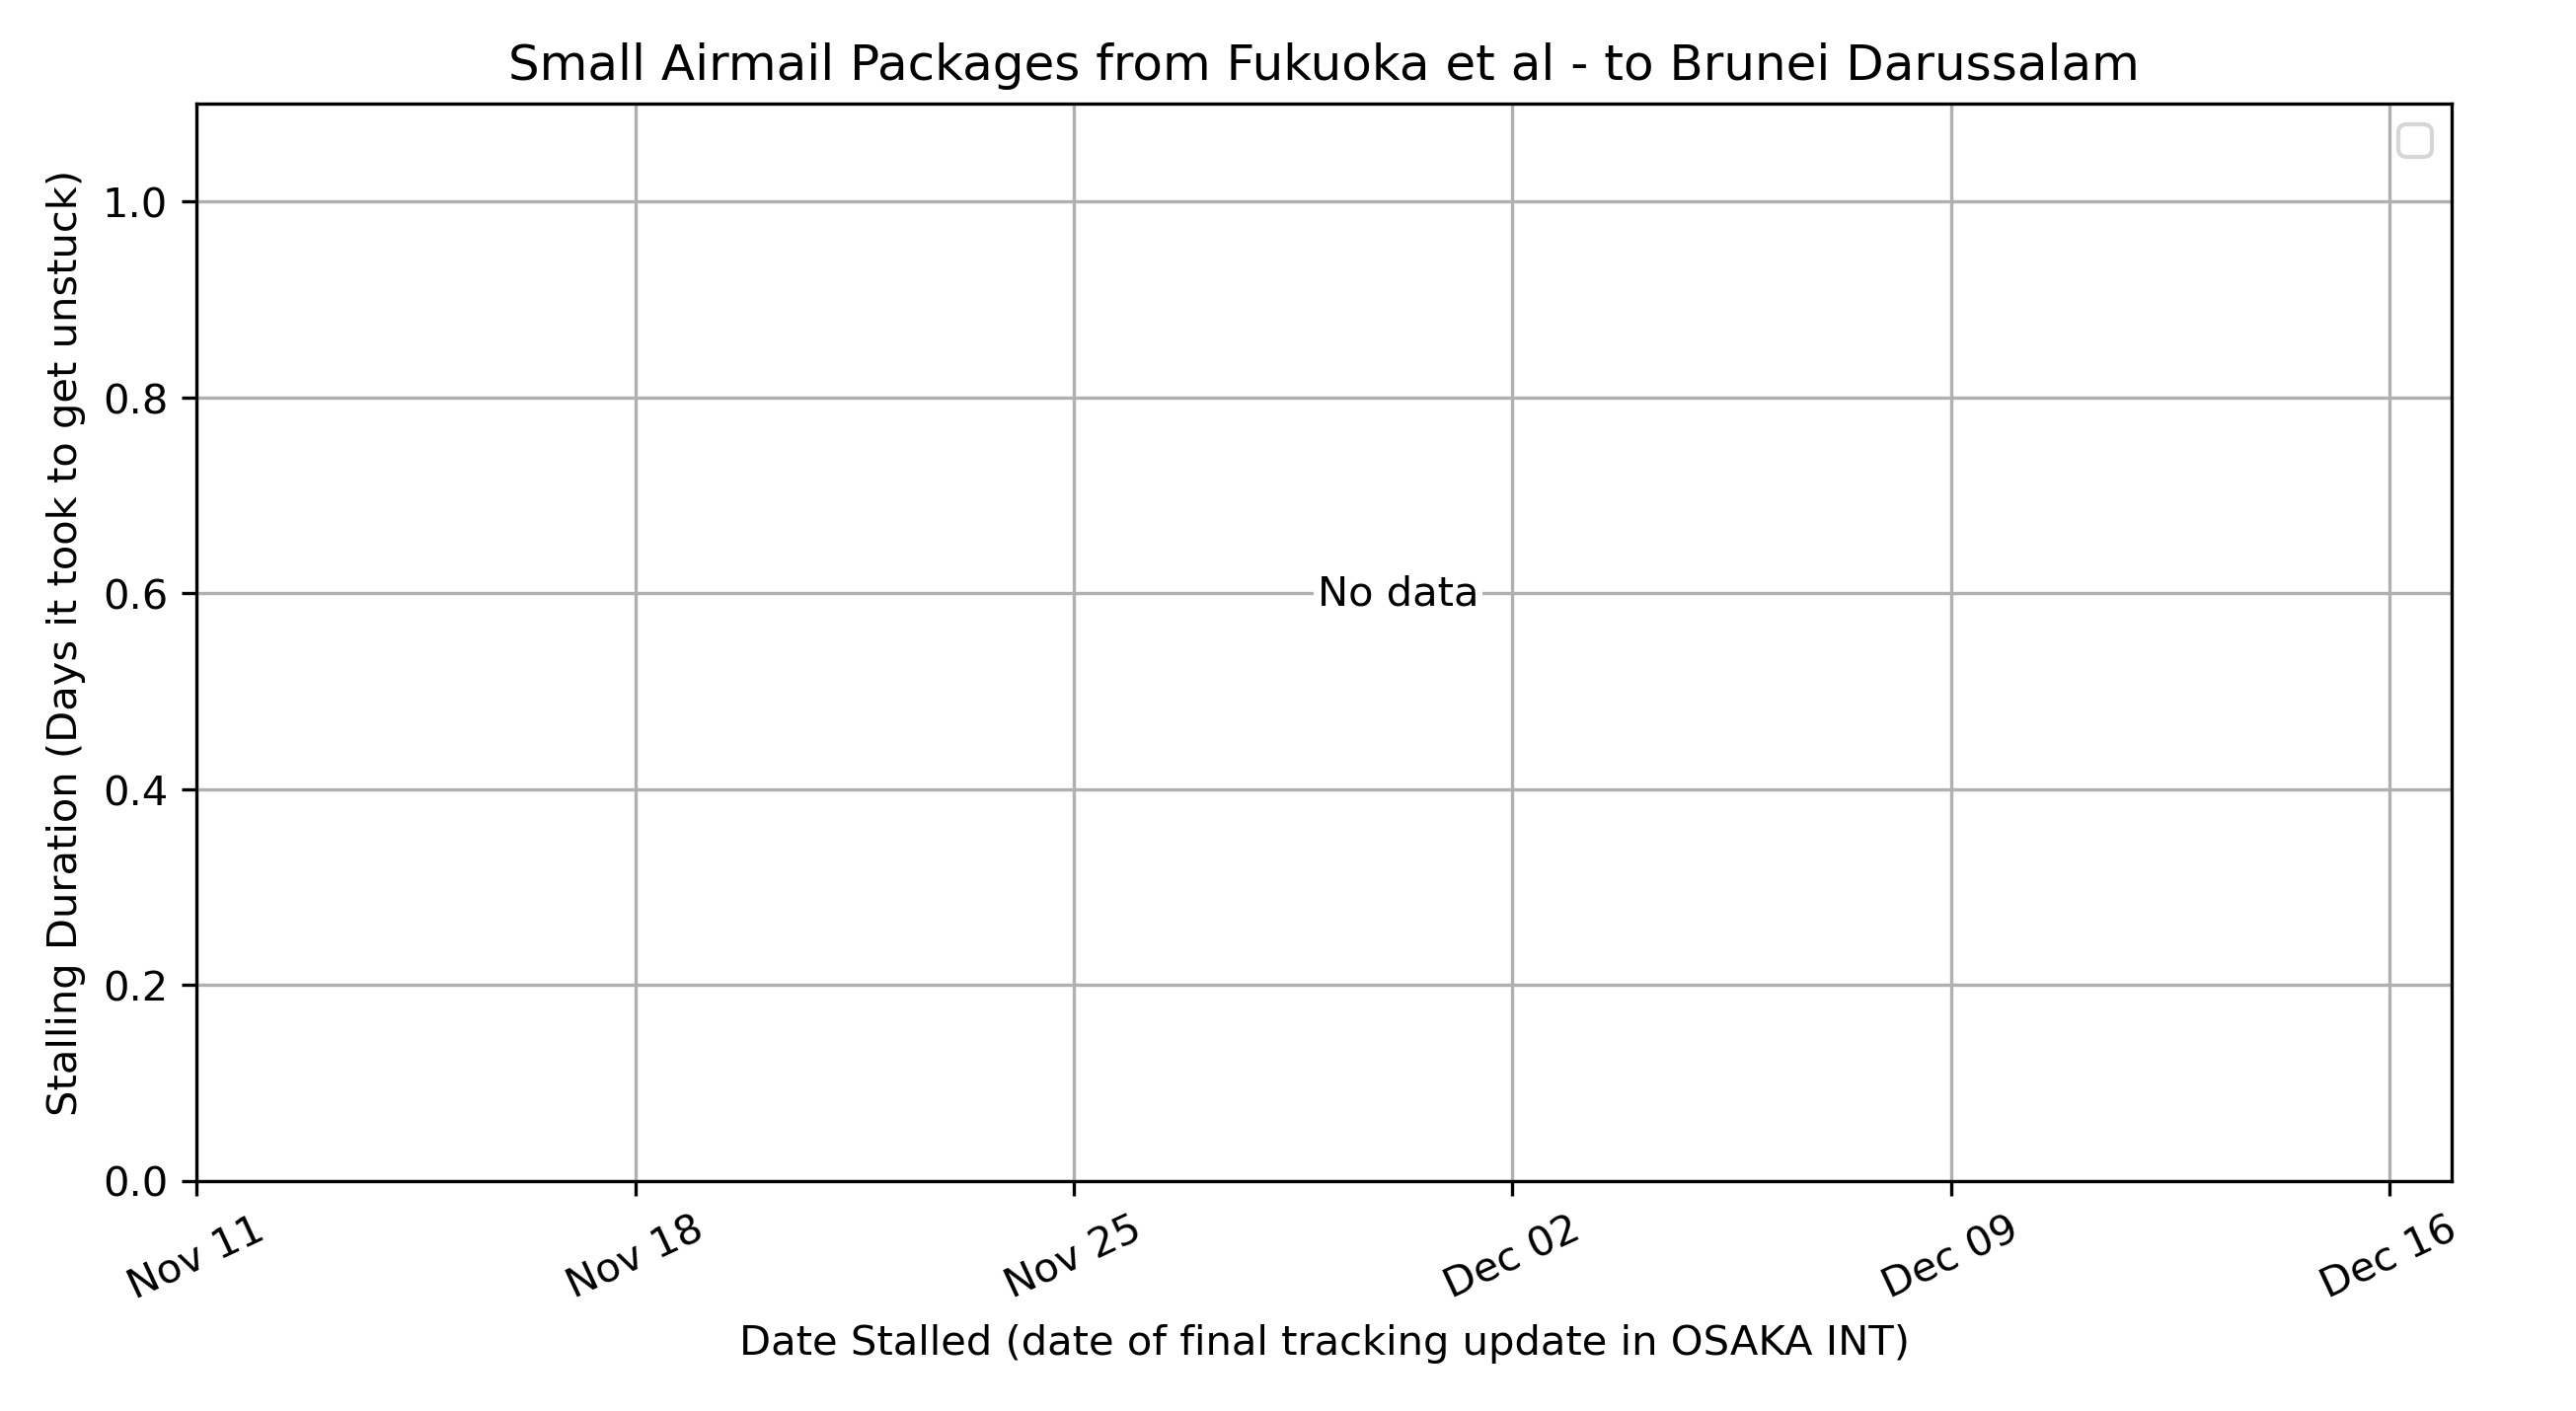 Small Airmail Packages from Fukuoka et al - to Brunei Darussalam
Stalling Duration (Days it took to get unstuck)
1.0
0.8
0.6
0.4
0.2
0.0
No data
Nov 11
Nov 18
Nov 25
Dec 02
Dec 09
Dec 16
Date Stalled (date of final tracking update in OSAKA INT)